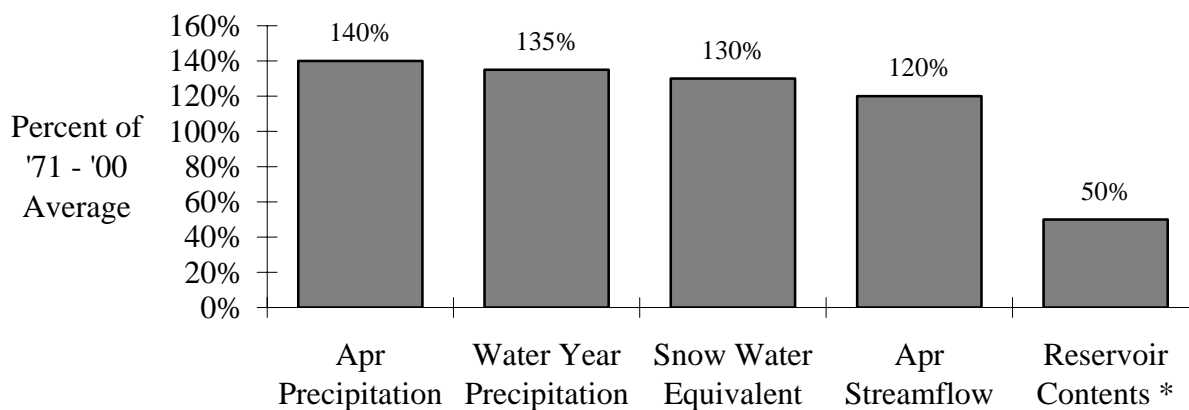 160%
140%
120%
100%
80%
60%
40%
20%
0%
Percent of
'71 - '00
Average
140%
135%
130%
120%
50%
Apr
Precipitation
Water Year
Precipitation
Snow Water
Equivalent
Apr
Streamflow
Reservoir
Contents *